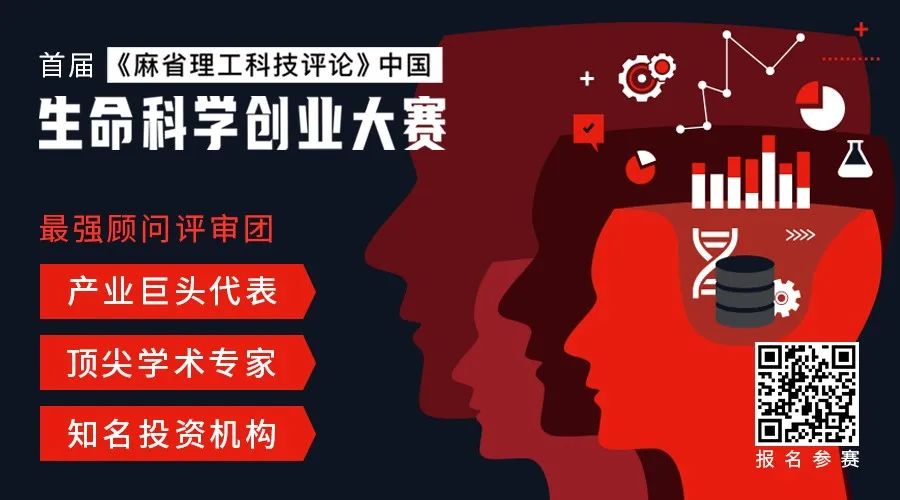 首届《麻省理工科技评论》中国
生命科学创业大赛
最强顾问评审团
产业巨头代表
顶尖学术专家
知名投资机构
报名参赛